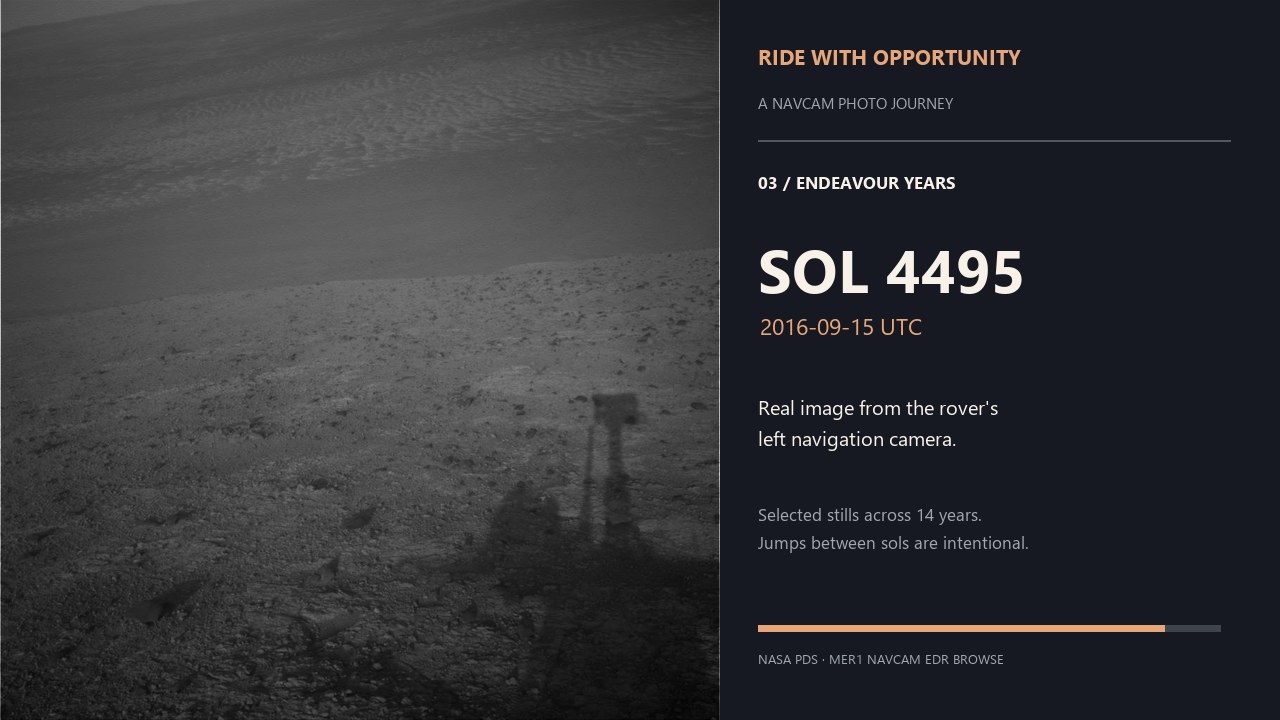 RIDE WITH OPPORTUNITY
A NAVCAM PHOTO JOURNEY
03 / ENDEAVOUR YEARS
SOL 4495
2016-09-15 UTC
Real image from the rover's
left navigation camera.
Selected stills across 14 years.
Jumps between sols are intentional.
NASA PDS · MER1 NAVCAM EDR BROWSE